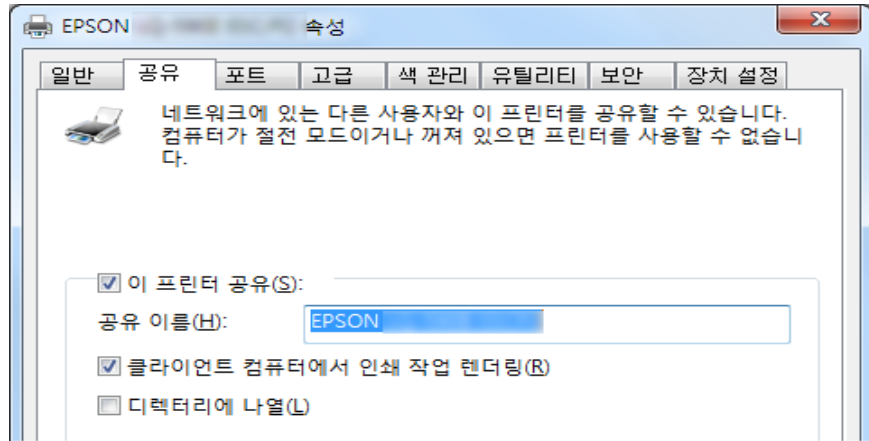 EPSON 속성
일반 공유 포트 고급 색 관리 유틸리티 보안 장치 설정
네트워크에 있는 다른 사용자와 이 프린터를 공유할 수 있습니다.
컴퓨터가 절전 모드이거나 꺼져 있으면 프린터를 사용할 수 없습니
다.
이 프린터 공유(S):
공유 이름(H): EPSON
클라이언트 컴퓨터에서 인쇄 작업 렌더링(R)
디렉터리에 나열(L)